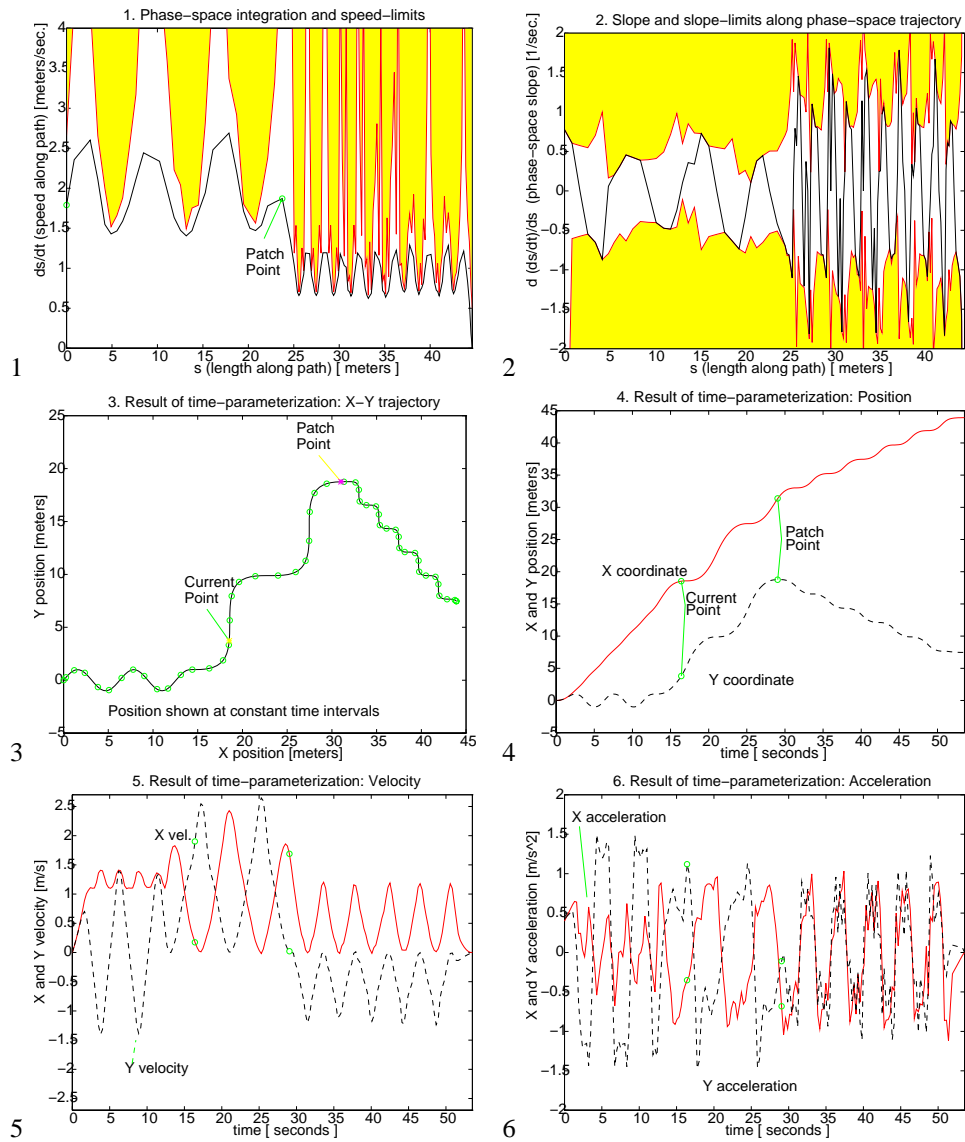 1. Phase-space integration and speed-limits
ds/dt (speed along path) [meters/sec.]
4
3.5
3
2.5
2
1.5
1
0.5
0
Patch
Point
0 5 10 15 20 25 30 35 40
s (length along path) [ meters ]
1
2. Slope and slope-limits along phase-space trajectory
d (ds/dt)/ds (phase-space slope) [1/sec.]
2
1.5
1
0.5
0
-0.5
-1
-1.5
-2
0 5 10 15 20 25 30 35 40
s (length along path) [ meters ]
2
3. Result of time-parameterization: X-Y trajectory
Y position [meters]
25
20
15
10
5
0
-5
Patch
Point
Current
Point
Position shown at constant time intervals
0 5 10 15 20 25 30 35 40 45
X position [meters]
3
4. Result of time-parameterization: Position
X and Y position [meters]
45
40
35
30
25
20
15
10
5
0
-5
X coordinate
Patch
Point
Current
Point
Y coordinate
0 5 10 15 20 25 30 35 40 45 50
time [ seconds ]
4
5. Result of time-parameterization: Velocity
X and Y velocity [m/s]
2.5
2
1.5
1
0.5
0
-0.5
-1
-1.5
-2
-2.5
X vel.
Y velocity
0 5 10 15 20 25 30 35 40 45 50
time [ seconds ]
5
6. Result of time-parameterization: Acceleration
X and Y acceleration [m/s^2]
2
1.5
1
0.5
0
-0.5
-1
-1.5
-2
X acceleration
Y acceleration
0 5 10 15 20 25 30 35 40 45 50
time [ seconds ]
6